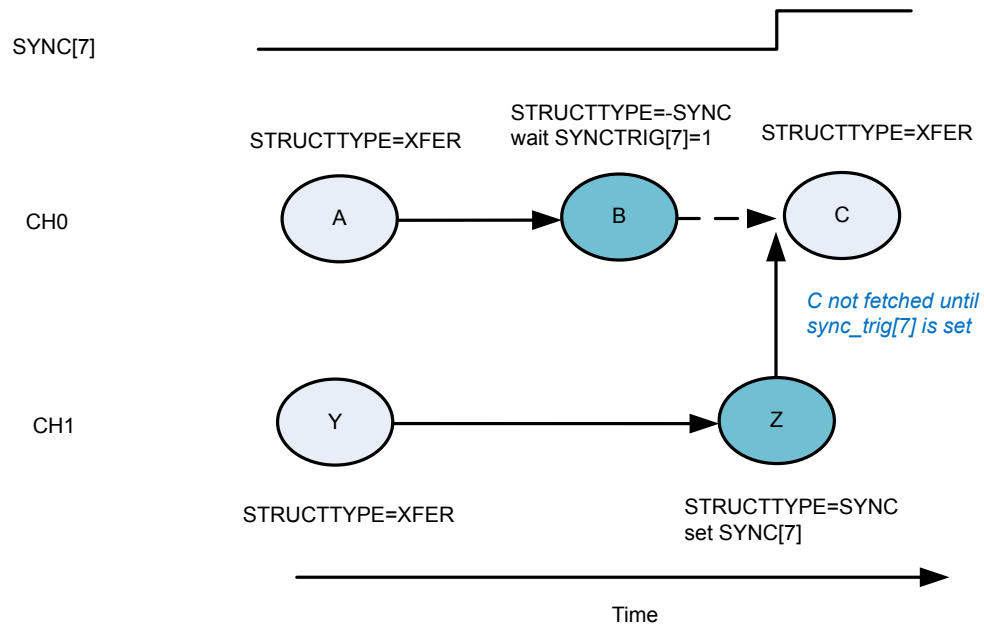 SYNC[7]
STRUCTTYPE=-SYNC
wait SYNCTRIG[7]=1
STRUCTTYPE=XFER
STRUCTTYPE=XFER
CH0
A
B
C
C not fetched until
sync_trig[7] is set
CH1
Y
Z
STRUCTTYPE=XFER
STRUCTTYPE=SYNC
set SYNC[7]
Time